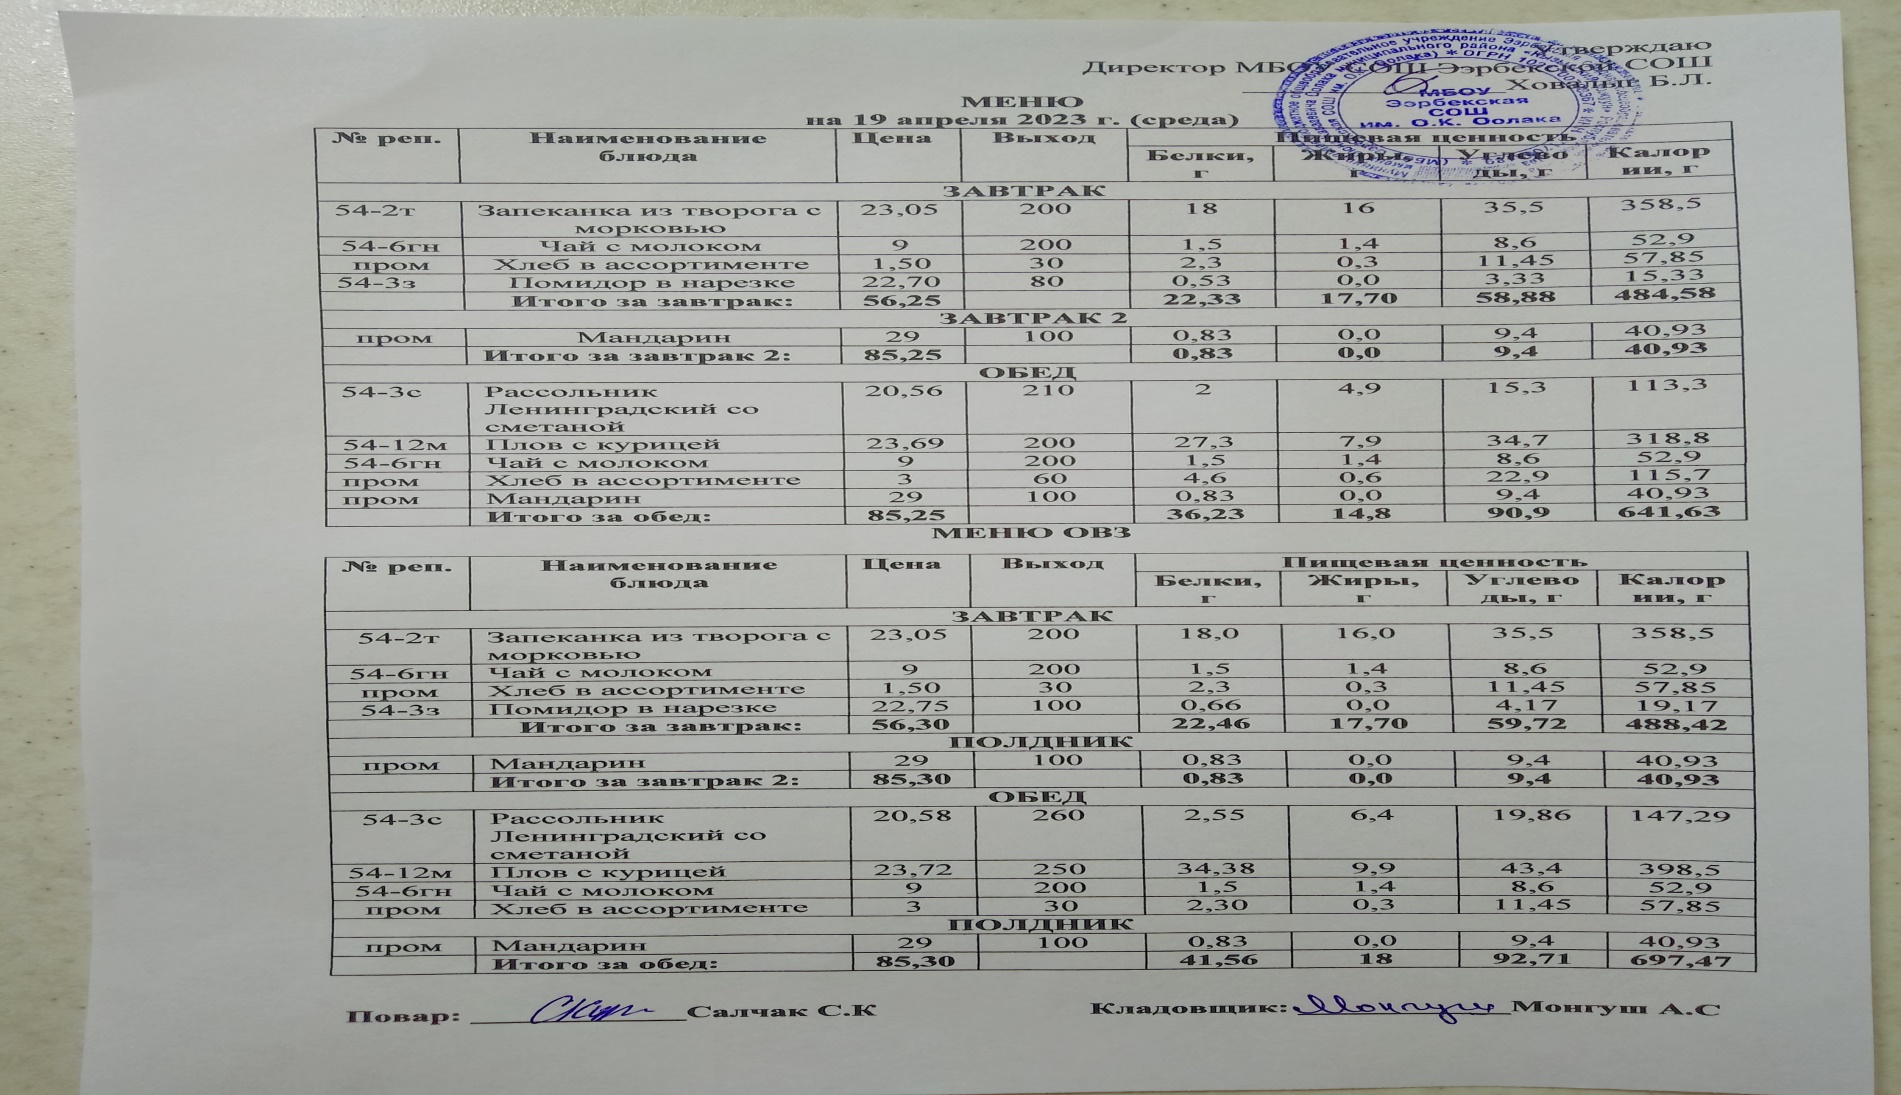 Утверждаю
Директор МБОУ СОШ Ээрбекской СОШ
Ховалыг Б.Л.
МБОУ
Ээрбекская
СОШ
им. О.К. Оолака
МЕНЮ
на 19 апреля 2023 г. (среда)
№ реп. Наименование блюда Цена Выход Пищевая ценность
Белки, г Жиры, г Углево ды, г Калор ии, г
ЗАВТРАК
54-2т Запеканка из творога с морковью 23,05 200 18 16 35,5 358,5
54-6гн Чай с молоком 9 200 1,5 1,4 8,6 52,9
пром Хлеб в ассортименте 1,50 30 2,3 0,3 11,45 57,85
54-3з Помидор в нарезке 22,70 80 0,53 0,0 3,33 15,33
Итого за завтрак: 56,25 22,33 17,70 58,88 484,58
ЗАВТРАК 2
пром Мандарин 29 100 0,83 0,0 9,4 40,93
Итого за завтрак 2: 85,25 0,83 0,0 9,4 40,93
ОБЕД
54-3с Рассольник Ленинградский со сметаной 20,56 210 2 4,9 15,3 113,3
54-12м Плов с курицей 23,69 200 27,3 7,9 34,7 318,8
54-6гн Чай с молоком 9 200 1,5 1,4 8,6 52,9
пром Хлеб в ассортименте 3 60 4,6 0,6 22,9 115,7
пром Мандарин 29 100 0,83 0,0 9,4 40,93
Итого за обед: 85,25 36,23 14,8 90,9 641,63
МЕНЮ ОВЗ
№ реп. Наименование блюда Цена Выход Пищевая ценность
Белки, г Жиры, г Углево ды, г Калор ии, г
ЗАВТРАК
54-2т Запеканка из творога с морковью 23,05 200 18,0 16,0 35,5 358,5
54-6гн Чай с молоком 9 200 1,5 1,4 8,6 52,9
пром Хлеб в ассортименте 1,50 30 2,3 0,3 11,45 57,85
54-3з Помидор в нарезке 22,75 100 0,66 0,0 4,17 19,17
Итого за завтрак: 56,30 22,46 17,70 59,72 488,42
ПОЛДНИК
пром Мандарин 29 100 0,83 0,0 9,4 40,93
Итого за завтрак 2: 85,30 0,83 0,0 9,4 40,93
ОБЕД
54-3с Рассольник Ленинградский со сметаной 20,58 260 2,55 6,4 19,86 147,29
54-12м Плов с курицей 23,72 250 34,38 9,9 43,4 398,5
54-6гн Чай с молоком 9 200 1,5 1,4 8,6 52,9
пром Хлеб в ассортименте 3 30 2,30 0,3 11,45 57,85
ПОЛДНИК
пром Мандарин 29 100 0,83 0,0 9,4 40,93
Итого за обед: 85,30 41,56 18 92,71 697,47
Повар: Салчак С.К Кладовщик: Монгуш Монгуш А.С